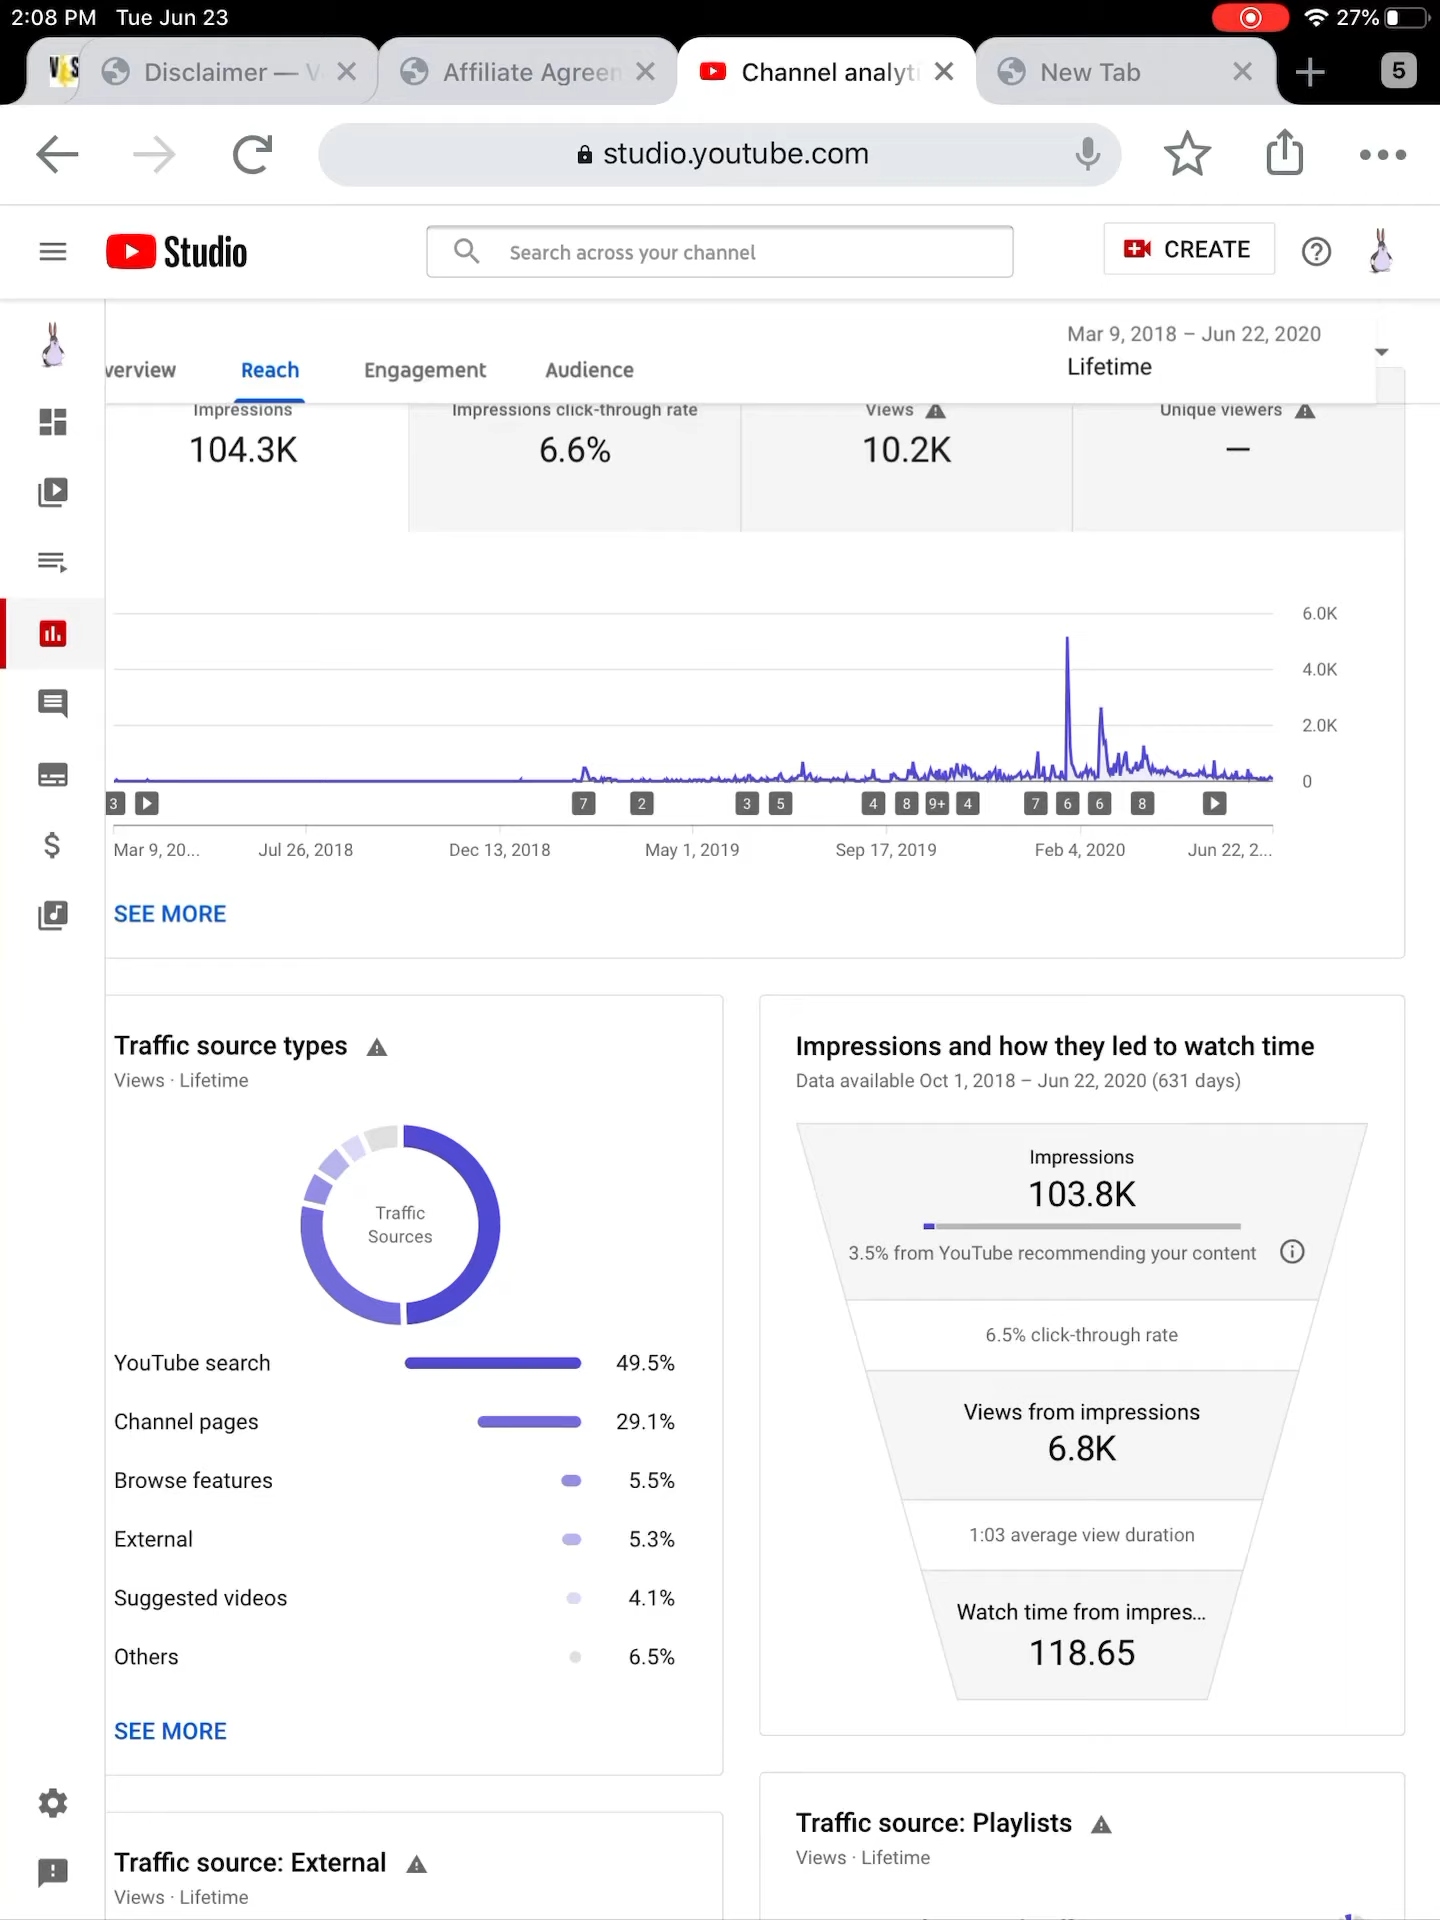 2:08 PM Tue Jun 23
27%
Disclaimer — V
Affiliate Agreen
Channel analyt
New Tab
5
studio.youtube.com
Studio
Search across your channel
CREATE
verview
Reach
Engagement
Audience
Mar 9, 2018 – Jun 22, 2020
Lifetime
Impressions
104.3K
Impressions click-through rate
6.6%
Views
10.2K
Unique viewers
—
6.0K
4.0K
2.0K
0
3 7 2 3 5 4 8 9+ 4 7 6 6 8
Mar 9, 20... Jul 26, 2018 Dec 13, 2018 May 1, 2019 Sep 17, 2019 Feb 4, 2020 Jun 22, 2...
SEE MORE
Traffic source types
Views · Lifetime
Traffic
Sources
YouTube search 49.5%
Channel pages 29.1%
Browse features 5.5%
External 5.3%
Suggested videos 4.1%
Others 6.5%
SEE MORE
Impressions and how they led to watch time
Data available Oct 1, 2018 – Jun 22, 2020 (631 days)
Impressions
103.8K
3.5% from YouTube recommending your content
6.5% click-through rate
Views from impressions
6.8K
1:03 average view duration
Watch time from impres...
118.65
Traffic source: External
Views · Lifetime
Traffic source: Playlists
Views · Lifetime